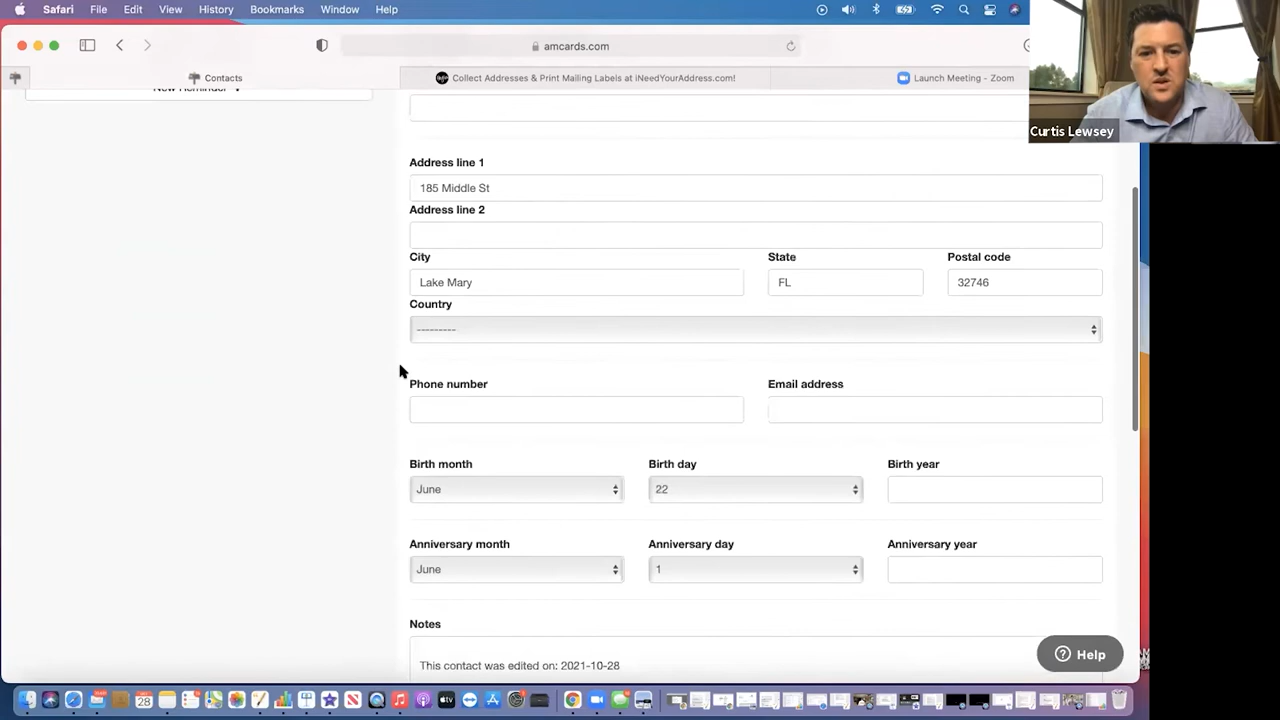 Safari File Edit View History Bookmarks Window Help
amcards.com
Contacts Collect Addresses & Print Mailing Labels at iNeedYourAddress.com! Launch Meeting - Zoom
New Reminder
Curtis Lewsey
Address line 1
185 Middle St
Address line 2
City State Postal code
Lake Mary FL 32746
Country
---------
Phone number Email address
Birth month Birth day Birth year
June 22
Anniversary month Anniversary day Anniversary year
June 1
Notes
This contact was edited on: 2021-10-28
Help